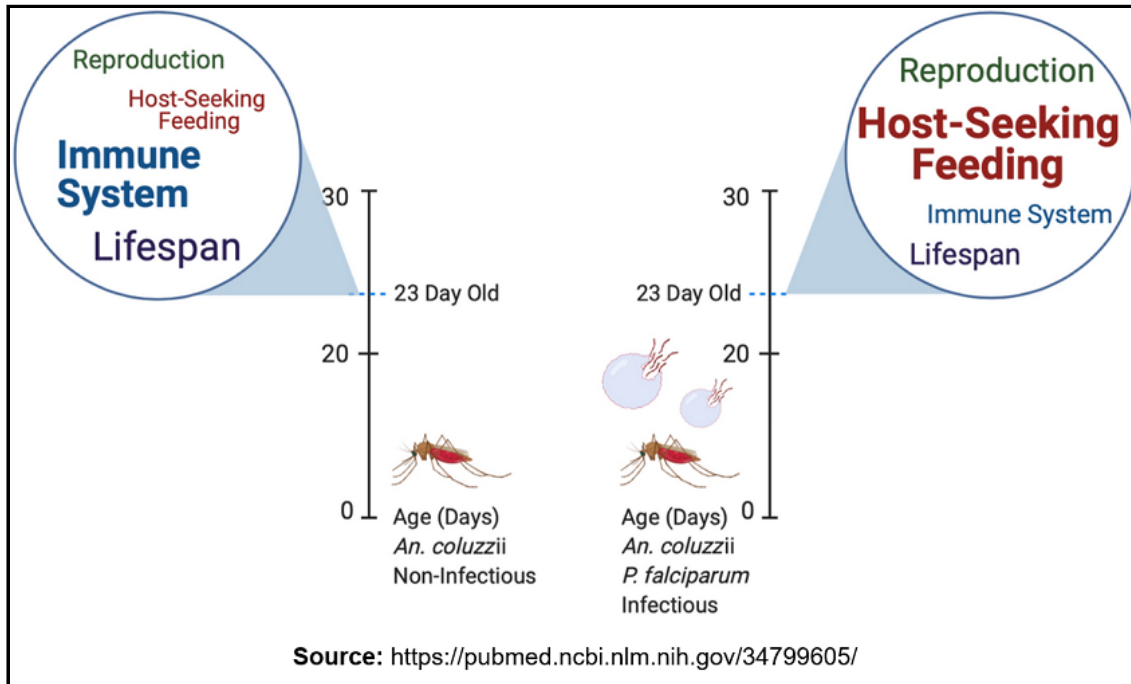 Reproduction
Host-Seeking
Feeding
Immune
System
Lifespan
Reproduction
Host-Seeking
Feeding
Immune System
Lifespan
30
23 Day Old
20
0
Age (Days)
An. coluzzii
Non-Infectious
30
23 Day Old
20
0
Age (Days)
An. coluzzii
P. falciparum
Infectious
Source: https://pubmed.ncbi.nlm.nih.gov/34799605/